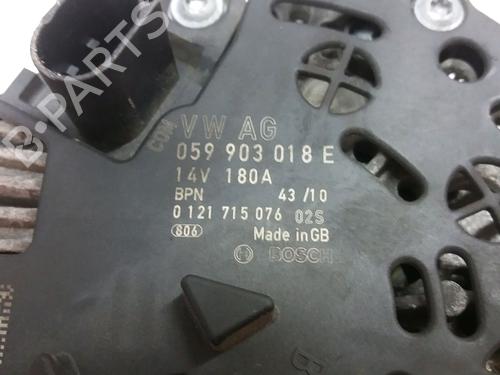 B-PARTS
COM
VW AG
059 903 018 E
14V 180A
BPN 43/10
0 121 715 076 02S
806 Made in GB
BOSCH
B